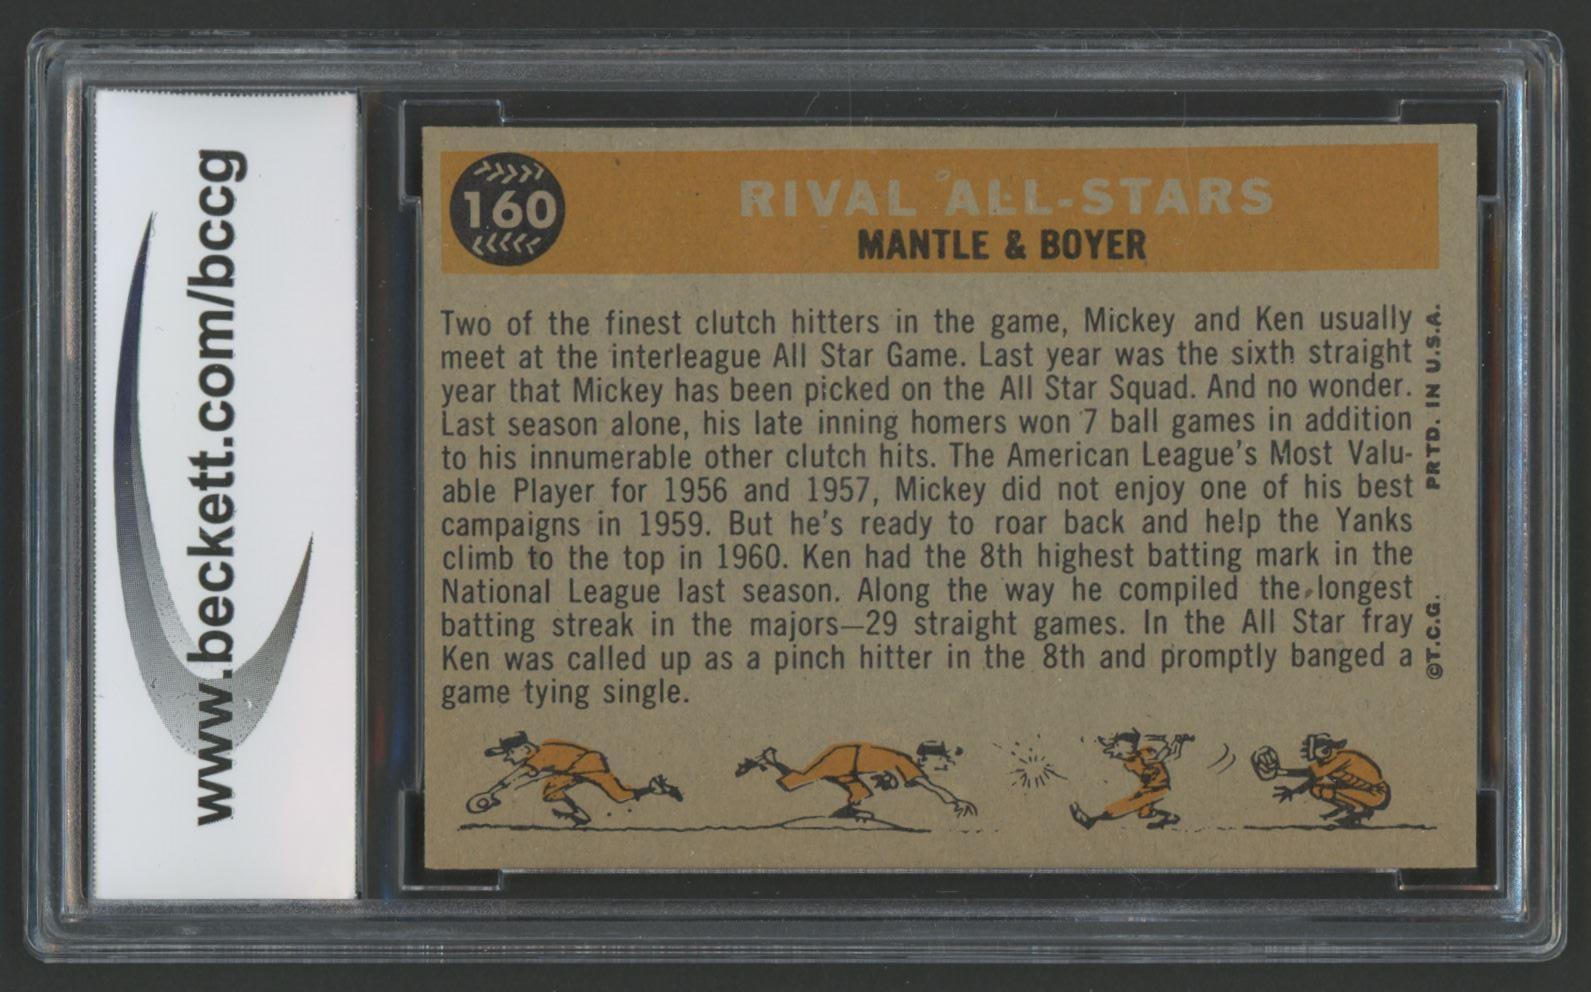 www.beckett.com/bccg
160
RIVAL ALL-STARS
MANTLE & BOYER
Two of the finest clutch hitters in the game, Mickey and Ken usually
meet at the interleague All Star Game. Last year was the sixth straight
year that Mickey has been picked on the All Star Squad. And no wonder.
Last season alone, his late inning homers won 7 ball games in addition
to his innumerable other clutch hits. The American League's Most Valu-
able Player for 1956 and 1957, Mickey did not enjoy one of his best
campaigns in 1959. But he's ready to roar back and help the Yanks
climb to the top in 1960. Ken had the 8th highest batting mark in the
National League last season. Along the way he compiled the longest
batting streak in the majors—29 straight games. In the All Star fray
Ken was called up as a pinch hitter in the 8th and promptly banged a
game tying single.
©T.C.G. PRTD. IN U.S.A.